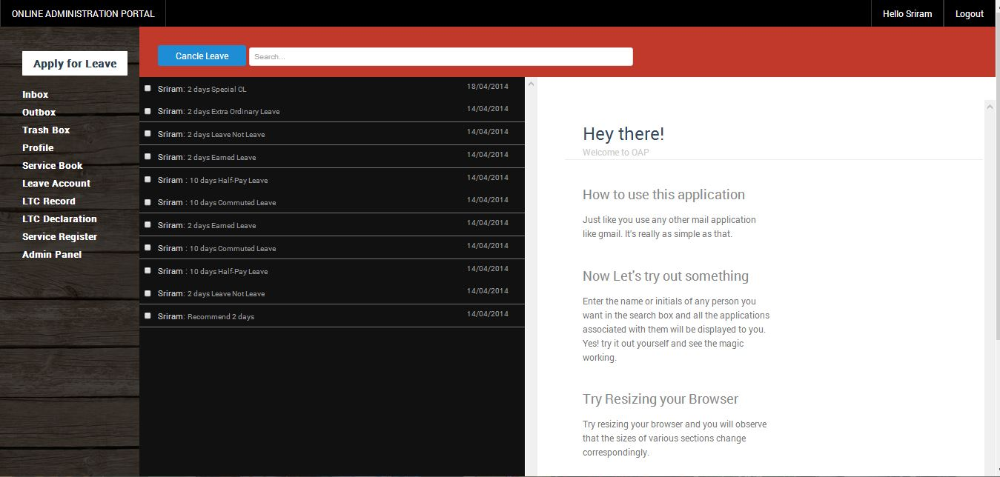 ONLINE ADMINISTRATION PORTAL
Hello Sriram
Logout
Apply for Leave
Inbox
Outbox
Trash Box
Profile
Service Book
Leave Account
LTC Record
LTC Declaration
Service Register
Admin Panel
Cancle Leave
Search...
Sriram: 2 days Special CL 18/04/2014
Sriram: 2 days Extra Ordinary Leave 14/04/2014
Sriram: 2 days Leave Not Leave 14/04/2014
Sriram: 2 days Earned Leave 14/04/2014
Sriram : 10 days Half-Pay Leave 14/04/2014
Sriram : 10 days Commuted Leave 14/04/2014
Sriram: 2 days Earned Leave 14/04/2014
Sriram : 10 days Commuted Leave 14/04/2014
Sriram : 10 days Half-Pay Leave 14/04/2014
Sriram: 2 days Leave Not Leave 14/04/2014
Sriram: Recommend 2 days 14/04/2014
Hey there!
Welcome to OAP
How to use this application
Just like you use any other mail application
like gmail. It's really as simple as that.
Now Let's try out something
Enter the name or initials of any person you
want in the search box and all the applications
associated with them will be displayed to you.
Yes! try it out yourself and see the magic
working.
Try Resizing your Browser
Try resizing your browser and you will observe
that the sizes of various sections change
correspondingly.